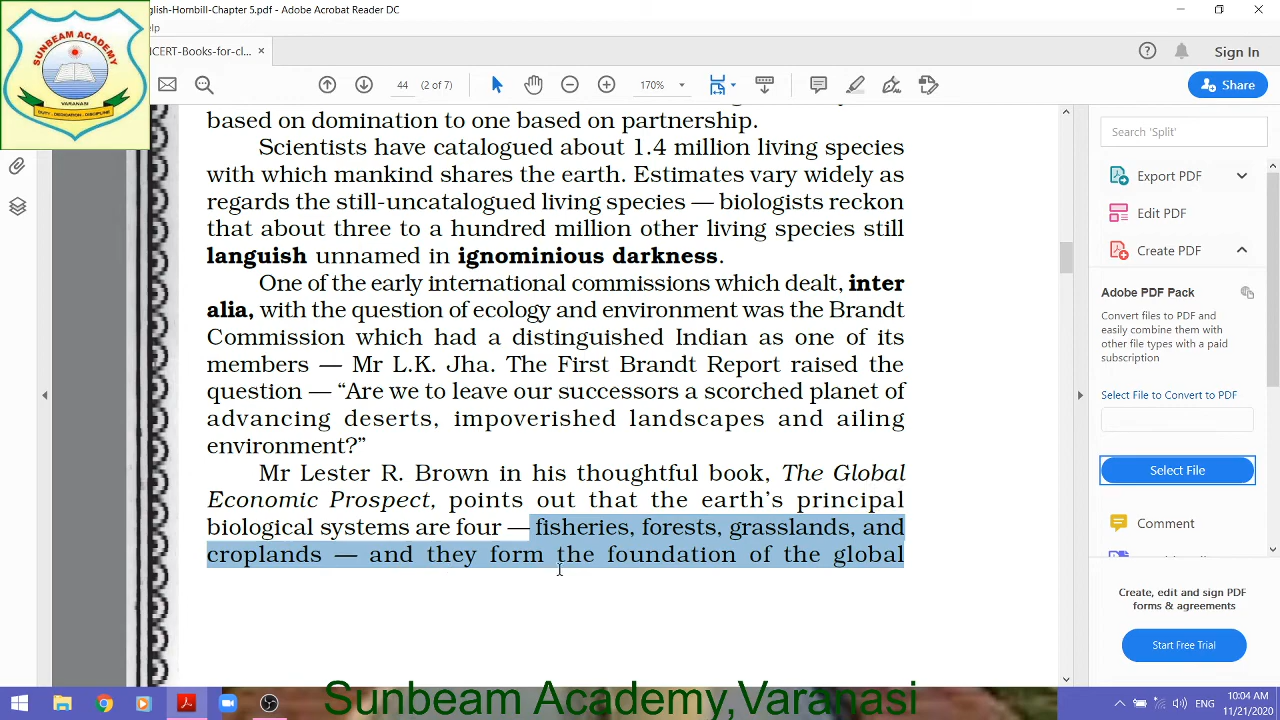 nglish-Hornbill-Chapter 5.pdf - Adobe Acrobat Reader DC
elp
ICERT-Books-for-cl... ×
Sign In
44 (2 of 7)
170%
Share
SUNBEAM ACADEMY
VARANASI
DUTY - DEDICATION - DISCIPLINE
based on domination to one based on partnership.
Scientists have catalogued about 1.4 million living species
with which mankind shares the earth. Estimates vary widely as
regards the still-uncatalogued living species — biologists reckon
that about three to a hundred million other living species still
languish unnamed in ignominious darkness.
One of the early international commissions which dealt, inter
alia, with the question of ecology and environment was the Brandt
Commission which had a distinguished Indian as one of its
members — Mr L.K. Jha. The First Brandt Report raised the
question — “Are we to leave our successors a scorched planet of
advancing deserts, impoverished landscapes and ailing
environment?”
Mr Lester R. Brown in his thoughtful book, The Global
Economic Prospect, points out that the earth’s principal
biological systems are four — fisheries, forests, grasslands, and
croplands — and they form the foundation of the global
Search 'Split'
Export PDF
Edit PDF
Create PDF
Adobe PDF Pack
Convert files to PDF and
easily combine them with
other file types with a paid
subscription
Select File to Convert to PDF
Select File
Comment
Create, edit and sign PDF
forms & agreements
Start Free Trial
Sunbeam Academy,Varanasi
ENG
10:04 AM
11/21/2020